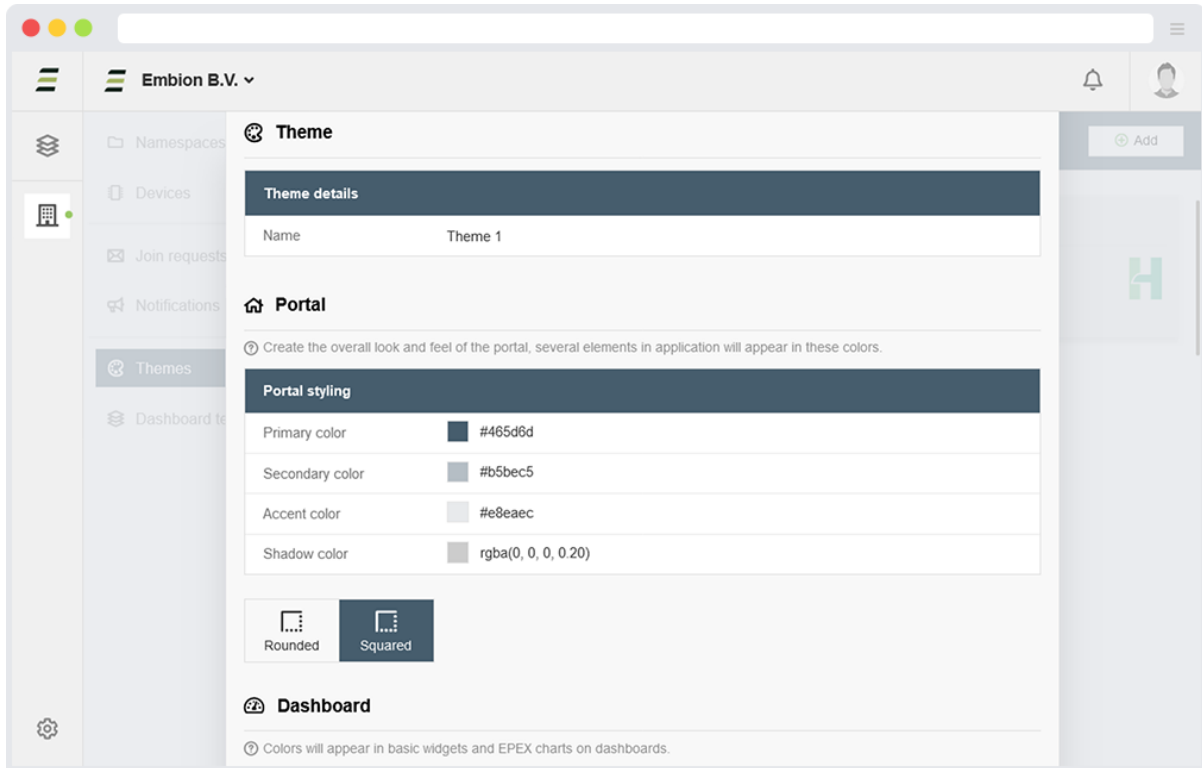 Embion B.V.
Namespaces
Devices
Join requests
Notifications
Themes
Dashboard te
Add
Theme
Theme details
Name Theme 1
Portal
Create the overall look and feel of the portal, several elements in application will appear in these colors.
Portal styling
Primary color #465d6d
Secondary color #b5bec5
Accent color #e8eaec
Shadow color rgba(0, 0, 0, 0.20)
Rounded Squared
Dashboard
Colors will appear in basic widgets and EPEX charts on dashboards.